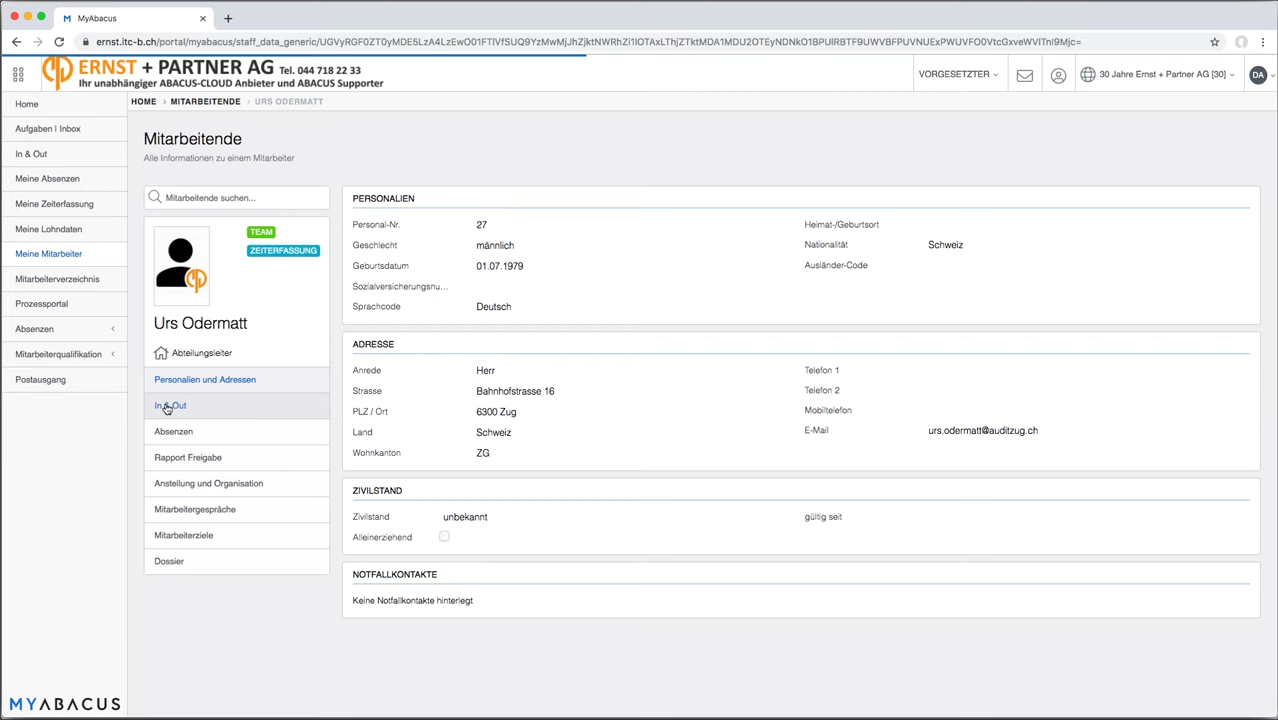 MyAbacus
ernst.itc-b.ch/portal/myabacus/staff_data_generic/
ERNST + PARTNER AG Tel. 044 718 22 33
Ihr unabhängiger ABACUS-CLOUD Anbieter und ABACUS Supporter
VORGESETZTER
30 Jahre Ernst + Partner AG [30]
DA
Home
Aufgaben | Inbox
In & Out
Meine Absenzen
Meine Zeiterfassung
Meine Lohndaten
Meine Mitarbeiter
Mitarbeiterverzeichnis
Prozessportal
Absenzen
Mitarbeiterqualifikation
Postausgang
MYABACUS
HOME > MITARBEITENDE > URS ODERMATT
Mitarbeitende
Alle Informationen zu einem Mitarbeiter
Mitarbeitende suchen...
TEAM
ZEITERFASSUNG
Urs Odermatt
Abteilungsleiter
Personalien und Adressen
In & Out
Absenzen
Rapport Freigabe
Anstellung und Organisation
Mitarbeitergespräche
Mitarbeiterziele
Dossier
PERSONALIEN
Personal-Nr. 27 Heimat-/Geburtsort
Geschlecht männlich Nationalität Schweiz
Geburtsdatum 01.07.1979 Ausländer-Code
Sozialversicherungsnu...
Sprachcode Deutsch
ADRESSE
Anrede Herr Telefon 1
Strasse Bahnhofstrasse 16 Telefon 2
PLZ / Ort 6300 Zug Mobiltelefon
Land Schweiz E-Mail urs.odermatt@auditzug.ch
Wohnkanton ZG
ZIVILSTAND
Zivilstand unbekannt gültig seit
Alleinerziehend
NOTFALLKONTAKTE
Keine Notfallkontakte hinterlegt